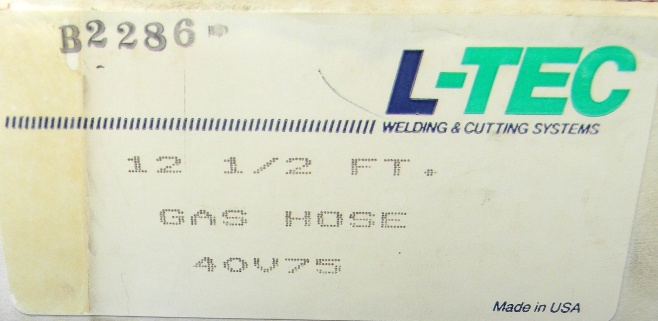 B2286
L-TEC
WELDING & CUTTING SYSTEMS
12 1/2 FT.
GAS HOSE
40V75
Made in USA